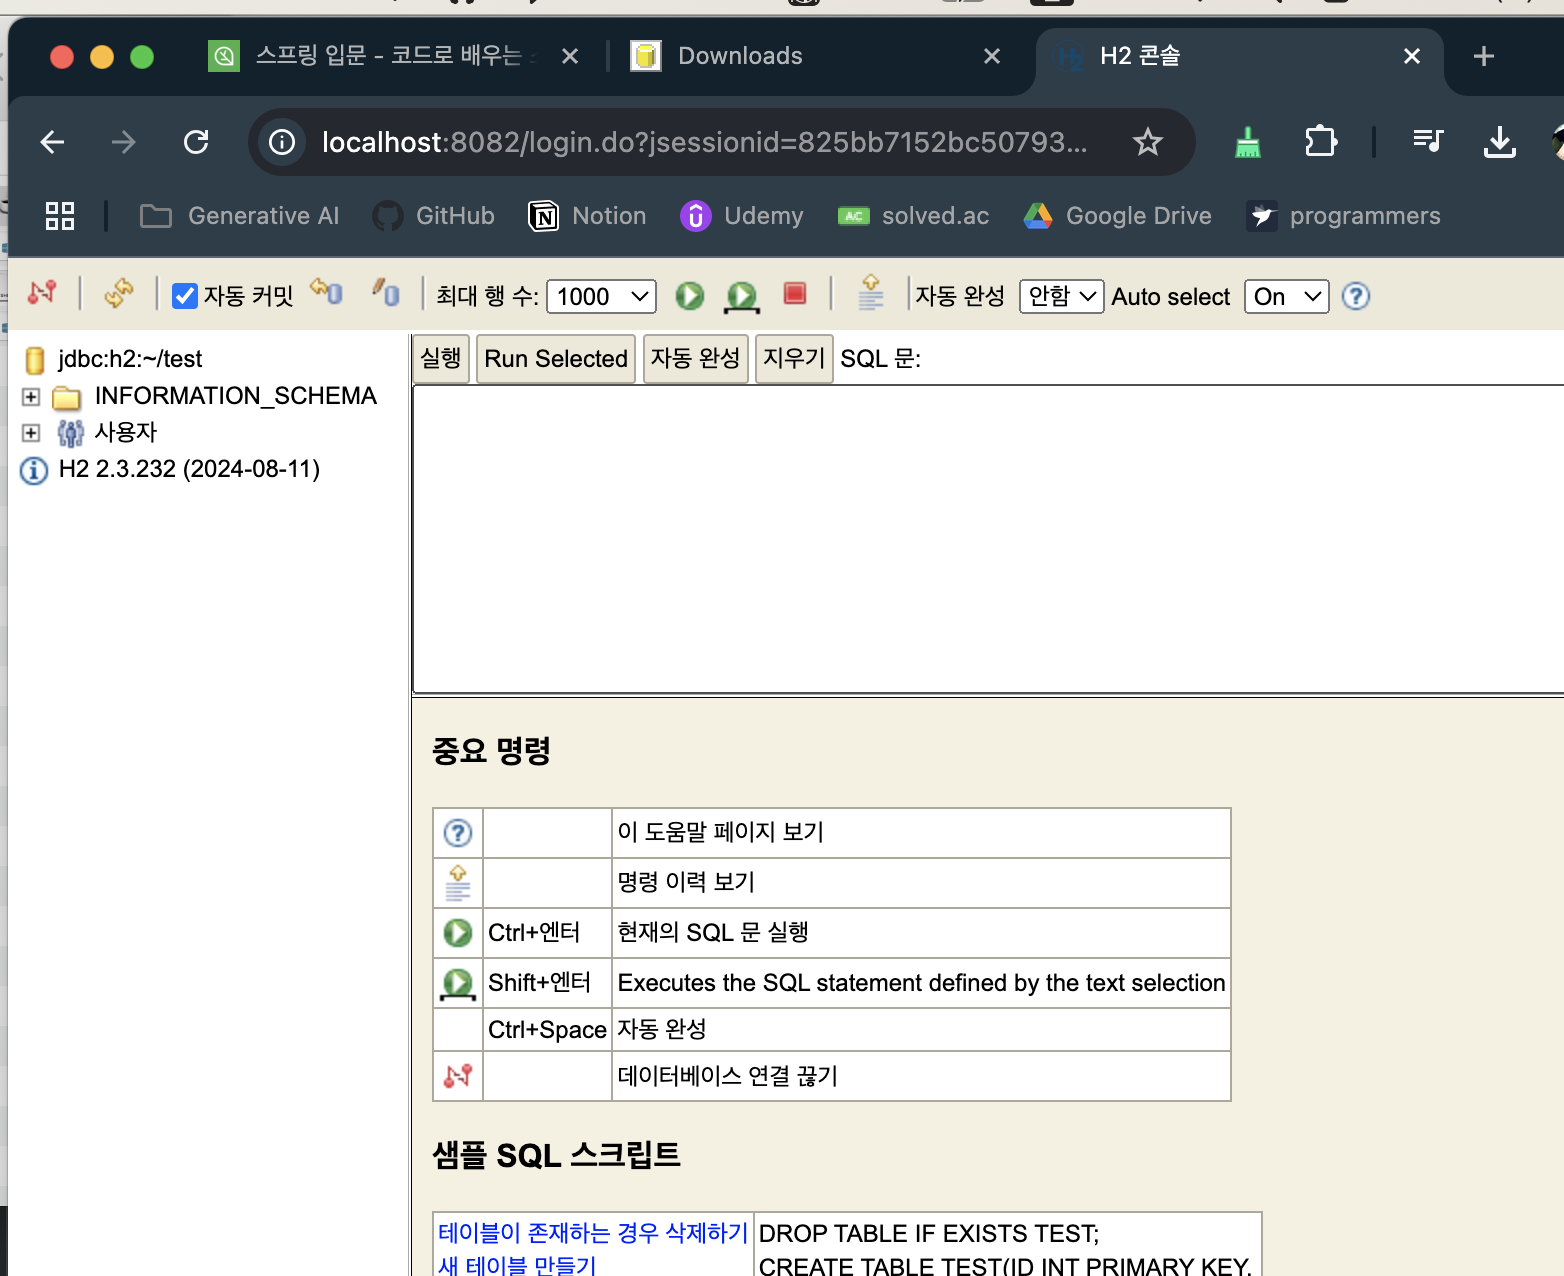 스프링 입문 - 코드로 배우는
Downloads
H2 콘솔
localhost:8082/login.do?jsessionid=825bb7152bc50793...
Generative AI
GitHub
Notion
Udemy
AC
solved.ac
Google Drive
programmers
자동 커밋
최대 행 수:
1000
자동 완성
안함
Auto select
On
jdbc:h2:~/test
INFORMATION_SCHEMA
사용자
H2 2.3.232 (2024-08-11)
실행
Run Selected
자동 완성
지우기
SQL 문:
중요 명령
이 도움말 페이지 보기
명령 이력 보기
Ctrl+엔터 현재의 SQL 문 실행
Shift+엔터 Executes the SQL statement defined by the text selection
Ctrl+Space 자동 완성
데이터베이스 연결 끊기
샘플 SQL 스크립트
테이블이 존재하는 경우 삭제하기 DROP TABLE IF EXISTS TEST;
새 테이블 만들기 CREATE TABLE TEST(ID INT PRIMARY KEY,